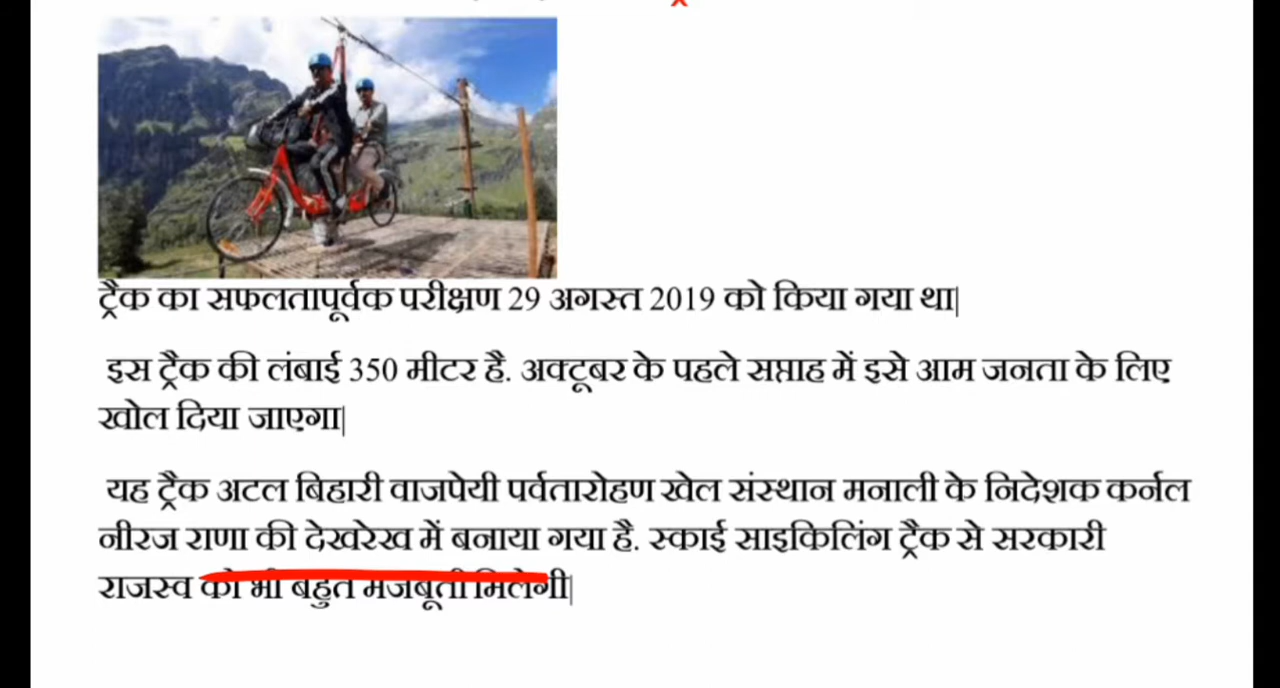 ट्रैक का सफलतापूर्वक परीक्षण 29 अगस्त 2019 को किया गया था|
इस ट्रैक की लंबाई 350 मीटर है. अक्टूबर के पहले सप्ताह में इसे आम जनता के लिए
खोल दिया जाएगा|
यह ट्रैक अटल बिहारी वाजपेयी पर्वतारोहण खेल संस्थान मनाली के निदेशक कर्नल
नीरज राणा की देखरेख में बनाया गया है. स्काई साइकिलिंग ट्रैक से सरकारी
राजस्व को भी बहुत मजबूती मिलेगी|